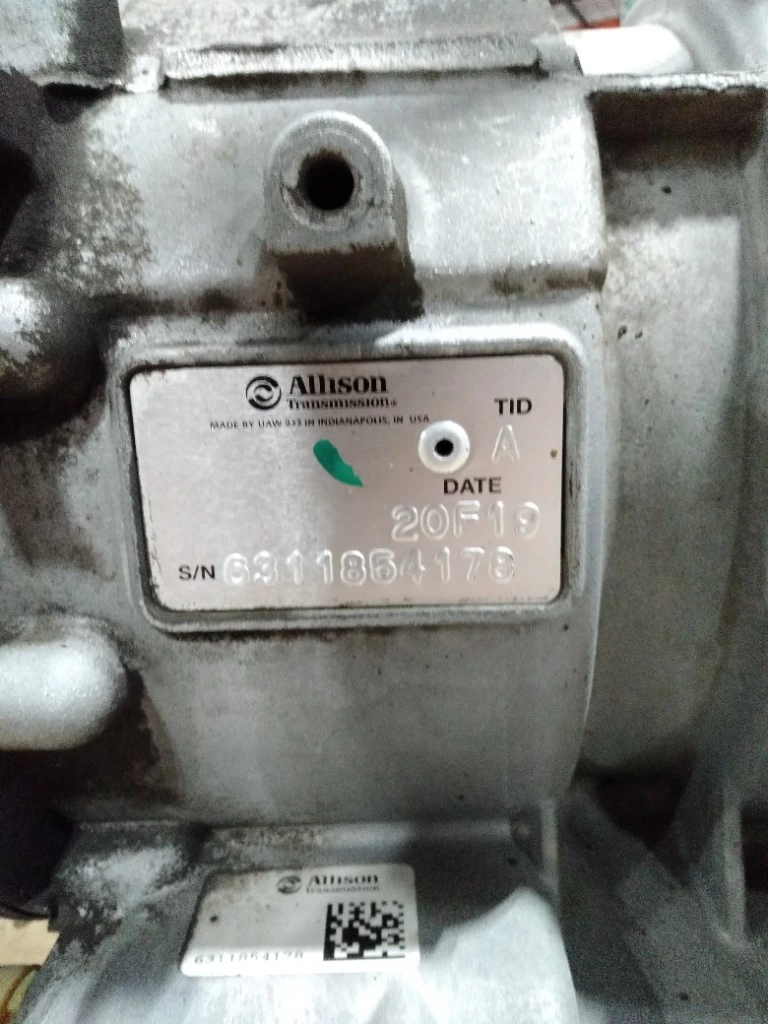 Allison
Transmission®
MADE BY UAW 933 IN INDIANAPOLIS, IN USA
TID
A
DATE
20F19
S/N 6311854178
Allison
Transmission
6311854178